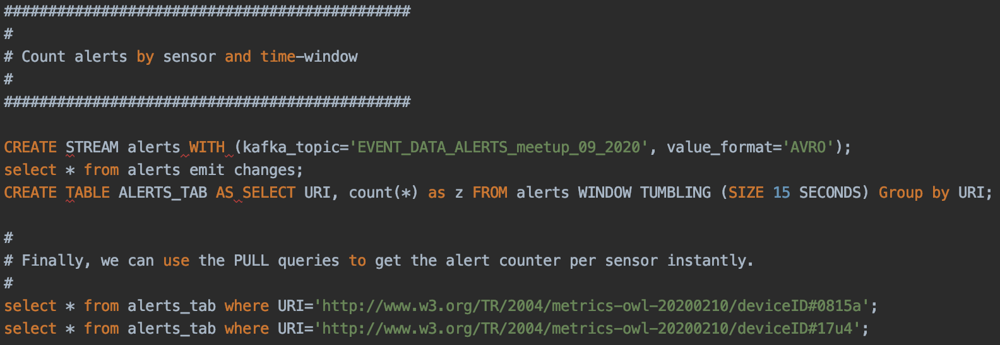 ##############################################
#
# Count alerts by sensor and time-window
#
##############################################
CREATE STREAM alerts WITH (kafka_topic='EVENT_DATA_ALERTS_meetup_09_2020', value_format='AVRO');
select * from alerts emit changes;
CREATE TABLE ALERTS_TAB AS SELECT URI, count(*) as z FROM alerts WINDOW TUMBLING (SIZE 15 SECONDS) Group by URI;
#
# Finally, we can use the PULL queries to get the alert counter per sensor instantly.
#
select * from alerts_tab where URI='http://www.w3.org/TR/2004/metrics-owl-20200210/deviceID#0815a';
select * from alerts_tab where URI='http://www.w3.org/TR/2004/metrics-owl-20200210/deviceID#17u4';